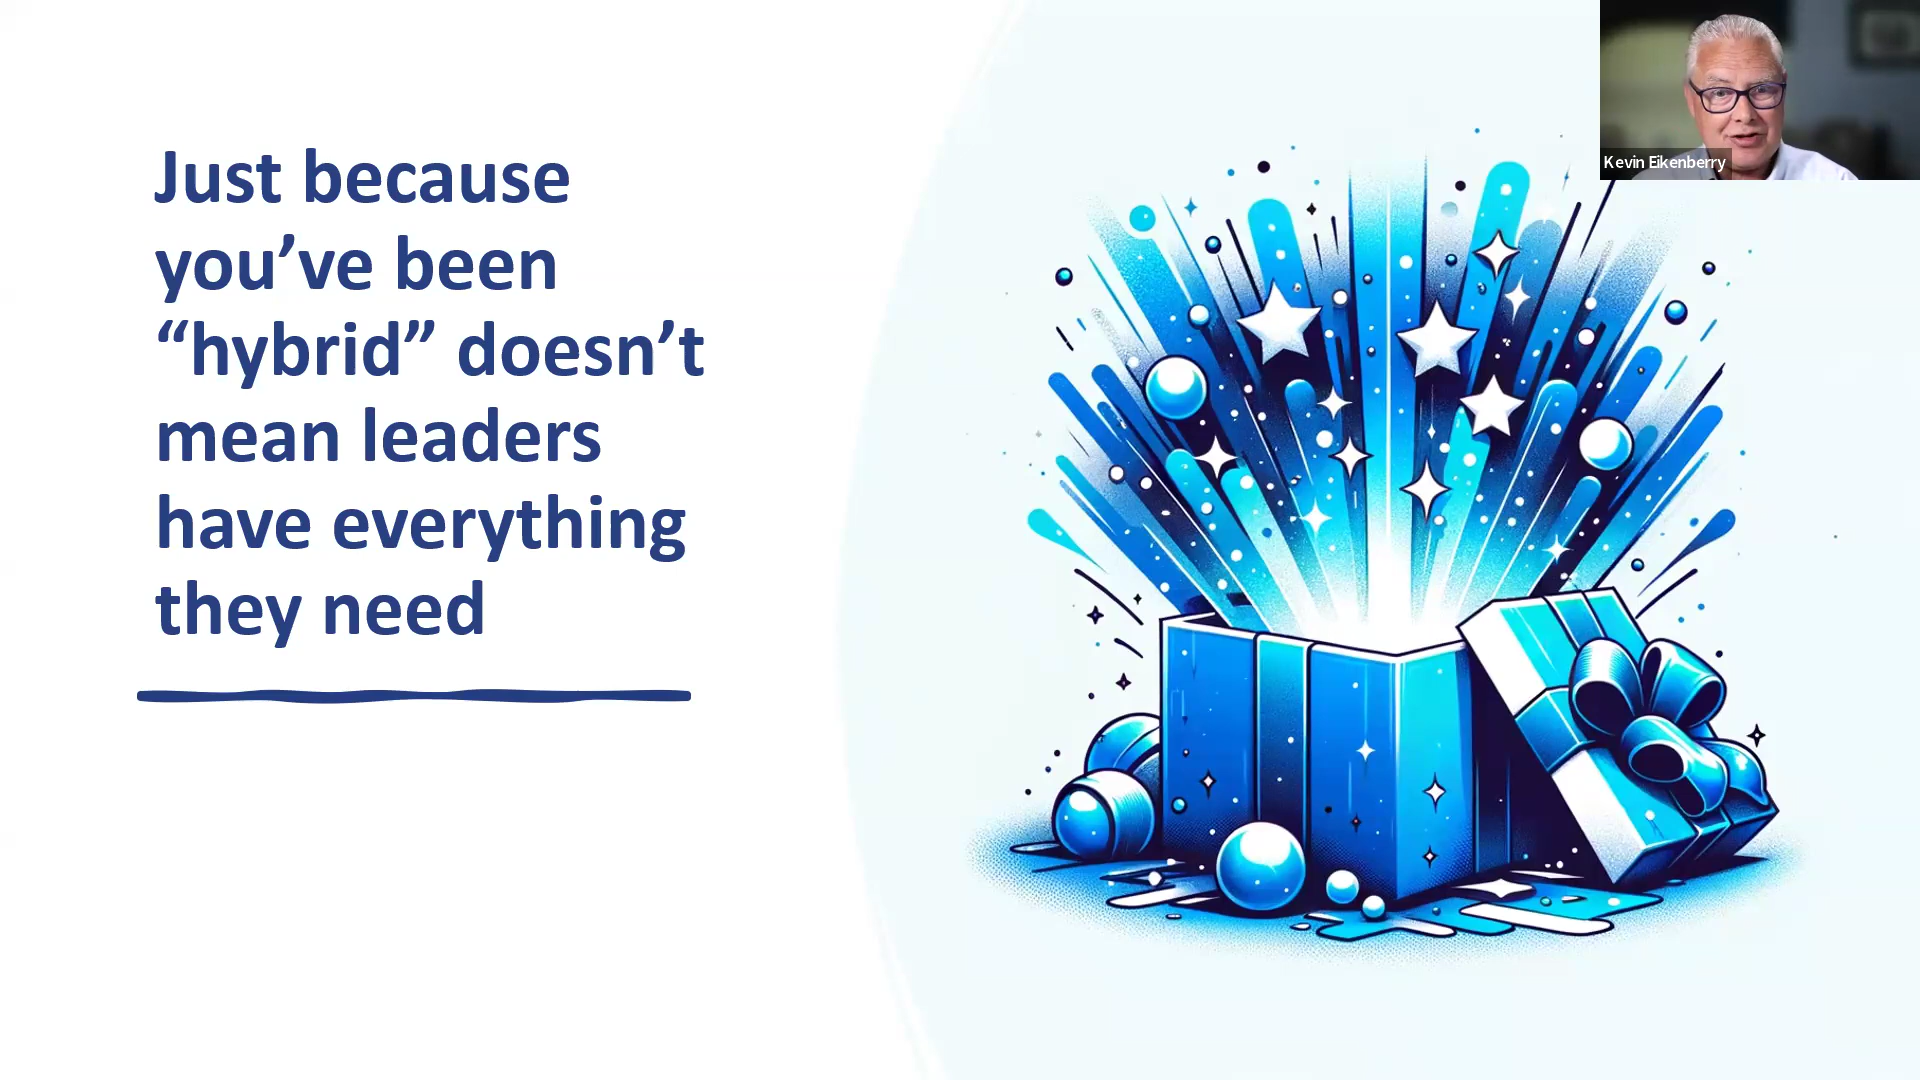 Just because
you’ve been
“hybrid” doesn’t
mean leaders
have everything
they need
Kevin Eikenberry